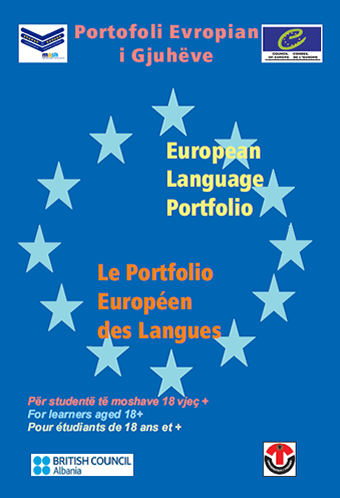 Portofoli Evropian
i Gjuhëve
COUNCIL OF EUROPE
CONSEIL DE L'EUROPE
European
Language
Portfolio
Le Portfolio
Européen
des Langues
Për studentë të moshave 18 vjeç +
For learners aged 18+
Pour étudiants de 18 ans et +
BRITISH COUNCIL
Albania